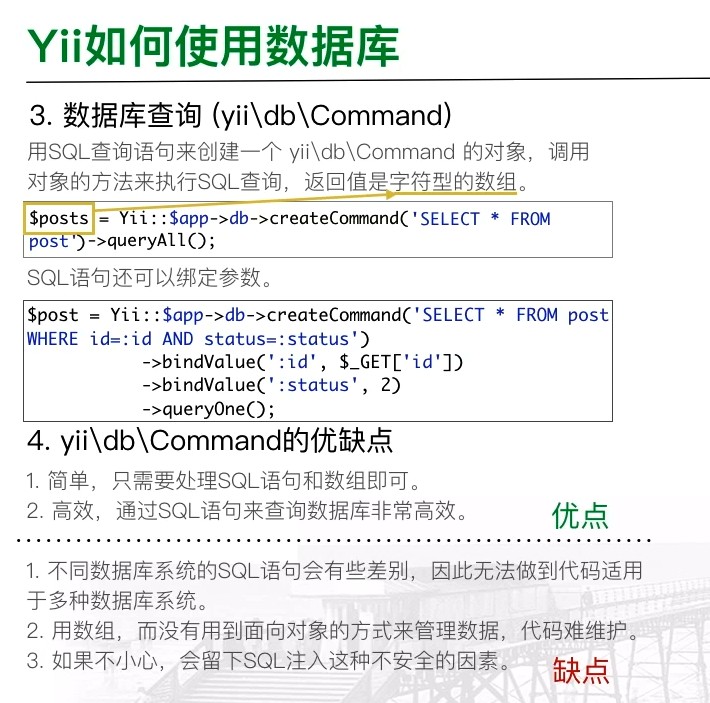 Yii如何使用数据库
3. 数据库查询 (yii\db\Command)
用SQL查询语句来创建一个 yii\db\Command 的对象，调用
对象的方法来执行SQL查询，返回值是字符型的数组。
$posts = Yii::$app->db->createCommand('SELECT * FROM
post')->queryAll();
SQL语句还可以绑定参数。
$post = Yii::$app->db->createCommand('SELECT * FROM post
WHERE id=:id AND status=:status')
->bindValue(':id', $_GET['id'])
->bindValue(':status', 2)
->queryOne();
4. yii\db\Command的优缺点
1. 简单，只需要处理SQL语句和数组即可。
2. 高效，通过SQL语句来查询数据库非常高效。
优点
1. 不同数据库系统的SQL语句会有些差别，因此无法做到代码适用
于多种数据库系统。
2. 用数组，而没有用到面向对象的方式来管理数据，代码难维护。
3. 如果不小心，会留下SQL注入这种不安全的因素。
缺点